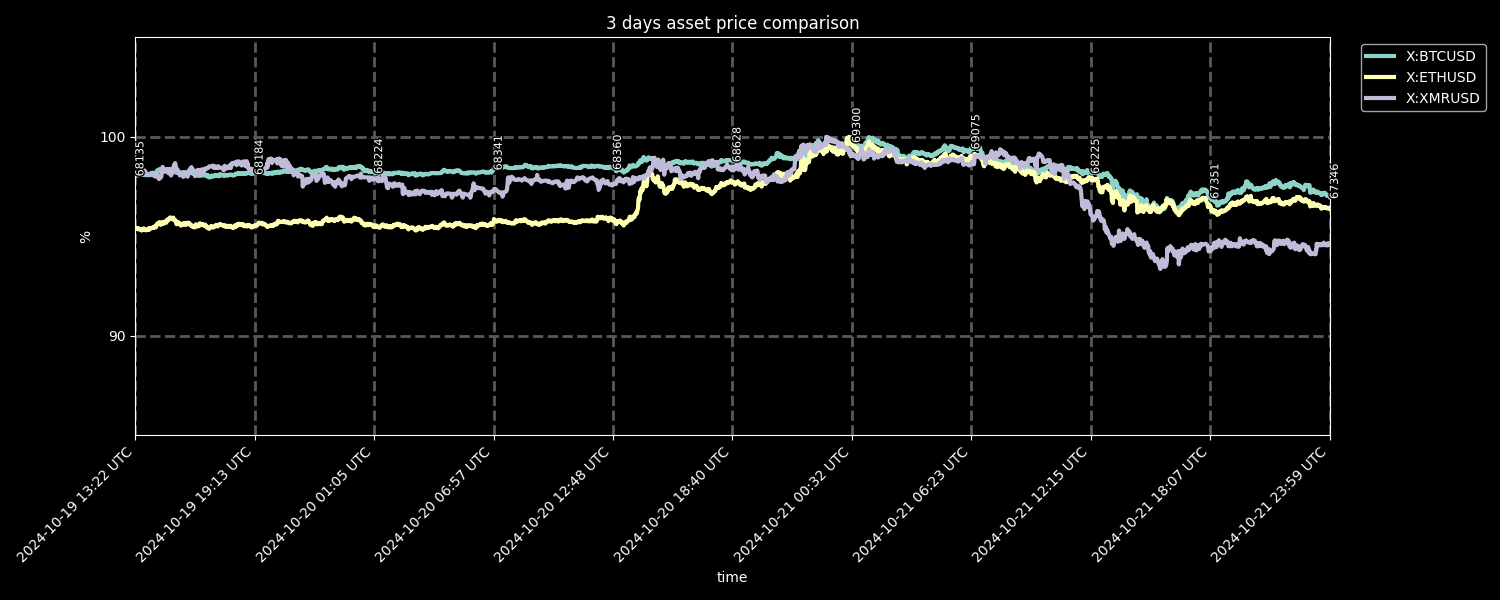 3 days asset price comparison
X:BTCUSD
X:ETHUSD
X:XMRUSD
100
90
%
68135
68184
68224
68341
68360
68628
69300
69075
68225
67351
67346
2024-10-19 13:22 UTC
2024-10-19 19:13 UTC
2024-10-20 01:05 UTC
2024-10-20 06:57 UTC
2024-10-20 12:48 UTC
2024-10-20 18:40 UTC
2024-10-21 00:32 UTC
2024-10-21 06:23 UTC
2024-10-21 12:15 UTC
2024-10-21 18:07 UTC
2024-10-21 23:59 UTC
time